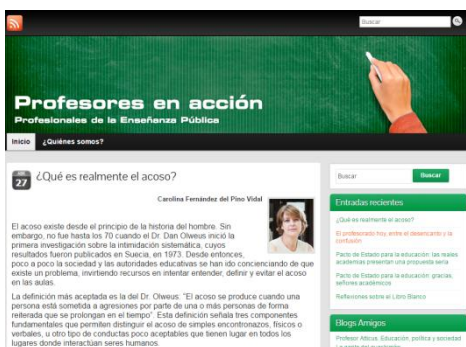 Buscar
Profesores en acción
Profesionales de la Enseñanza Pública
Inicio
¿Quiénes somos?
27
¿Qué es realmente el acoso?
Carolina Fernández del Pino Vidal
El acoso existe desde el principio de la historia del hombre. Sin
embargo, no fue hasta los 70 cuando el Dr. Dan Olweus inició la
primera investigación sobre la intimidación sistemática, cuyos
resultados fueron publicados en Suecia, en 1973. Desde entonces,
poco a poco la sociedad y las autoridades educativas se han ido concienciando de que
existe un problema, invirtiendo recursos en intentar entender, definir y evitar el acoso
en las aulas.
La definición más aceptada es la del Dr. Olweus: "El acoso se produce cuando una
persona está sometida a agresiones por parte de una o más personas de forma
reiterada que se prolongan en el tiempo". Esta definición señala tres componentes
fundamentales que permiten distinguir el acoso de simples encontronazos, físicos o
verbales, u otro tipo de conductas poco aceptables que tienen lugar en todos los
lugares donde interactúan seres humanos.
Buscar
Buscar
Entradas recientes
¿Qué es realmente el acoso?
El profesorado hoy, entre el desencanto y la
confusión
Pacto de Estado para la educación: las reales
academias presentan una propuesta seria
Pacto de Estado para la educación: gracias,
señores académicos
Reflexiones sobre el Libro Blanco
Blogs Amigos
Profesor Atticus: Educación, política y sociedad